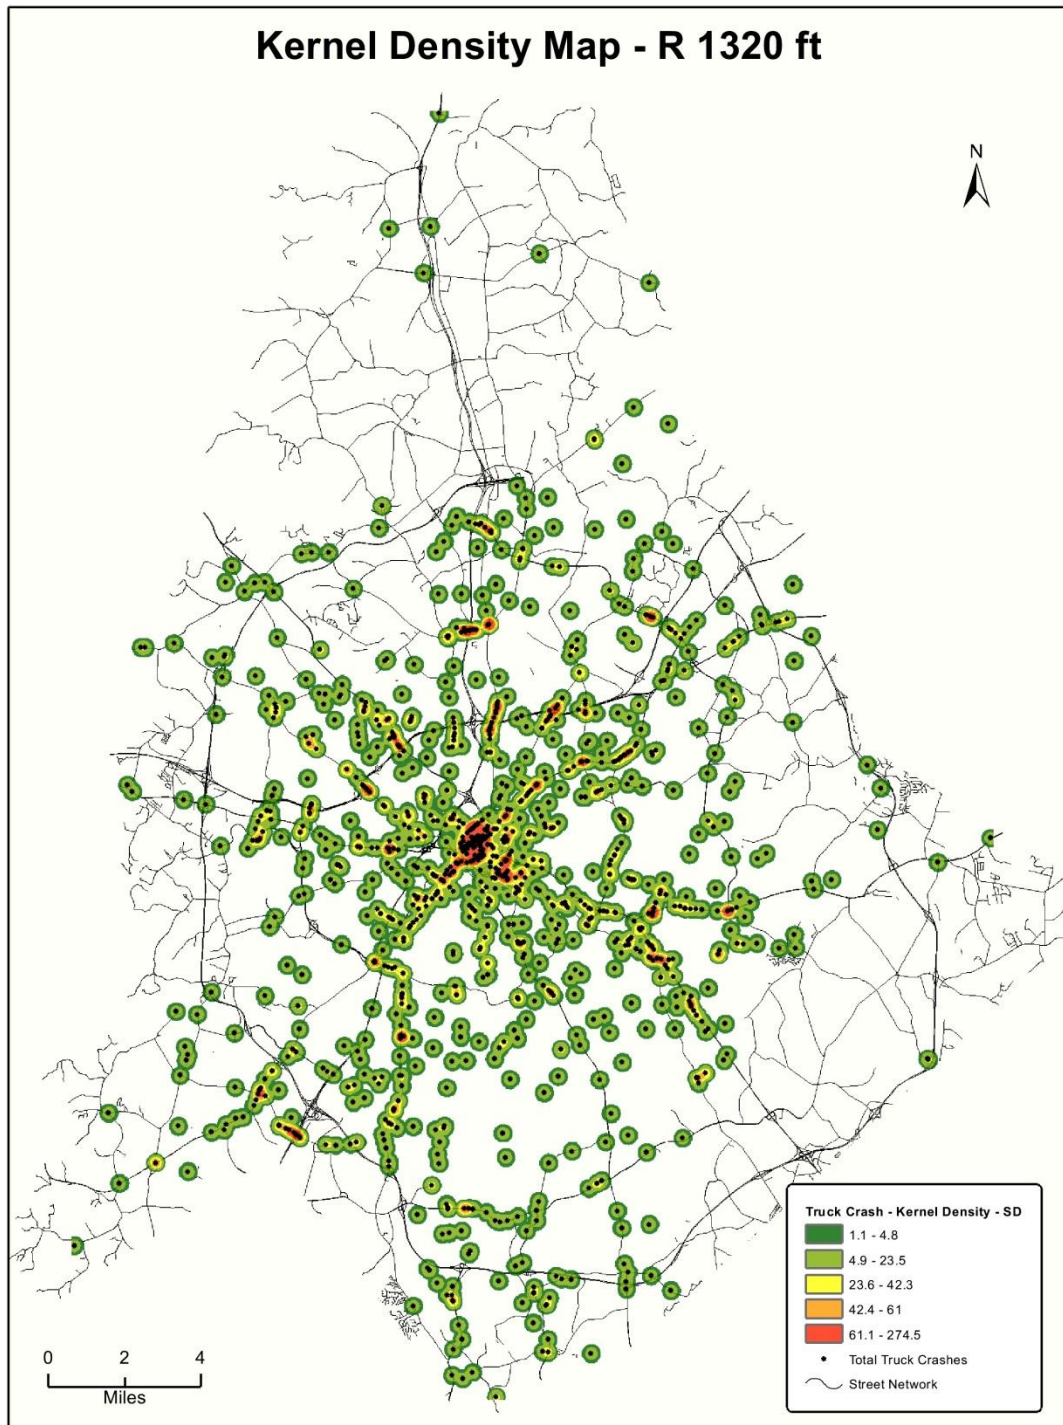 Kernel Density Map - R 1320 ft
N
Truck Crash - Kernel Density - SD
1.1 - 4.8
4.9 - 23.5
23.6 - 42.3
42.4 - 61
61.1 - 274.5
Total Truck Crashes
Street Network
0 2 4
Miles